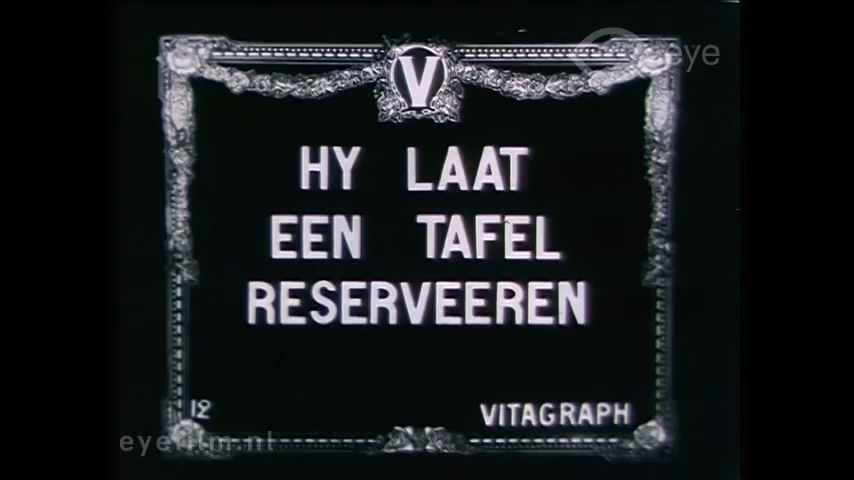 eye
V
HY LAAT
EEN TAFEL
RESERVEEREN
12
VITAGRAPH
eyefilm.nl